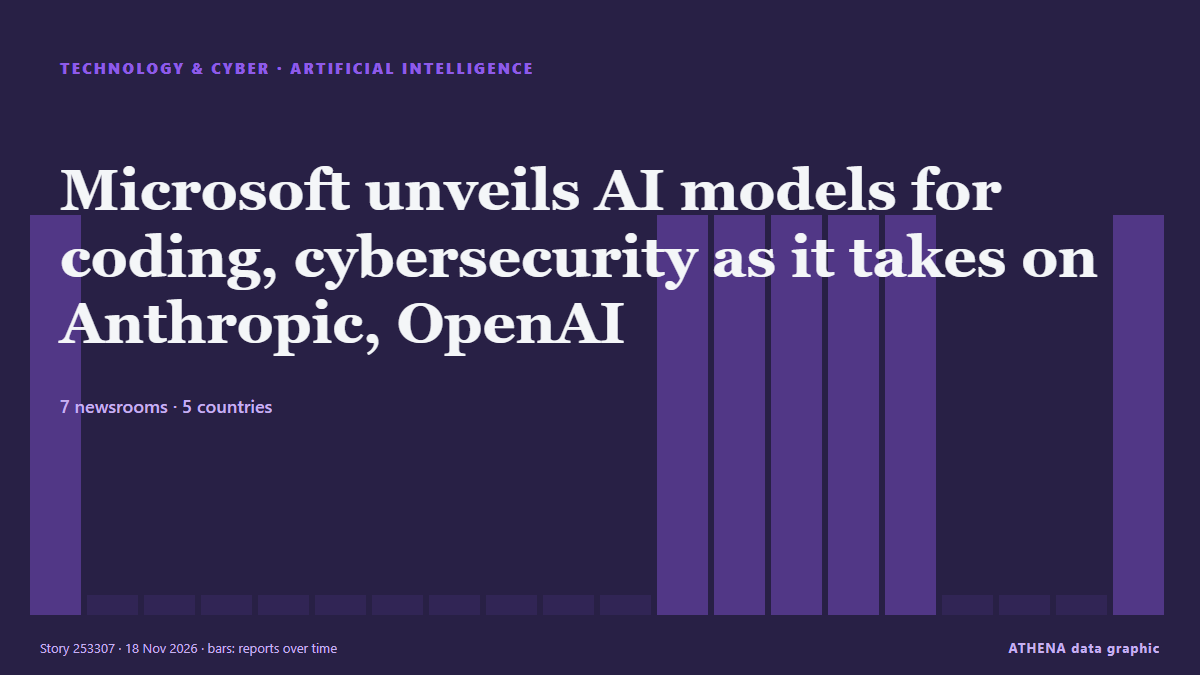 TECHNOLOGY & CYBER · ARTIFICIAL INTELLIGENCE
Microsoft unveils AI models for
coding, cybersecurity as it takes on
Anthropic, OpenAI
7 newsrooms · 5 countries
Story 253307 · 18 Nov 2026 · bars: reports over time
ATHENA data graphic